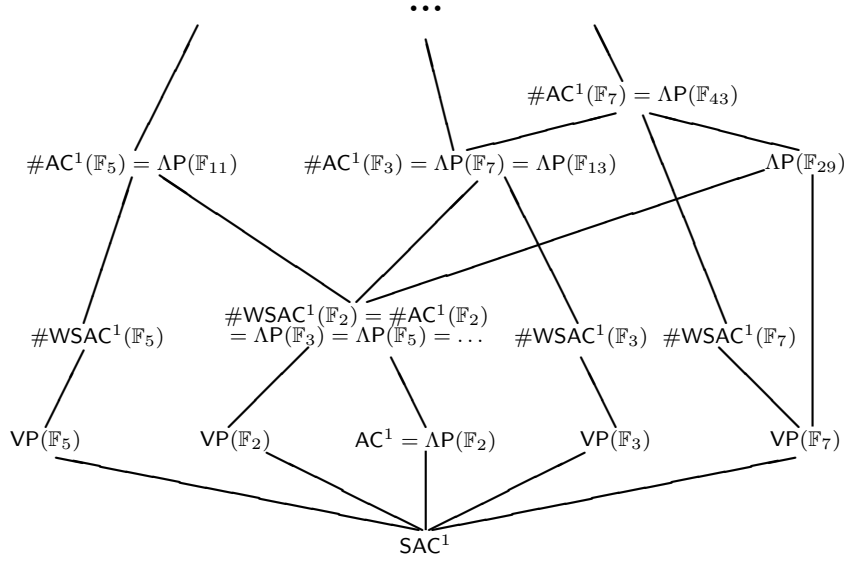 ...
#AC¹(𝔽₇) = ΛP(𝔽₄₃)
#AC¹(𝔽₅) = ΛP(𝔽₁₁)
#AC¹(𝔽₃) = ΛP(𝔽₇) = ΛP(𝔽₁₃)
ΛP(𝔽₂₉)
#WSAC¹(𝔽₂) = #AC¹(𝔽₂)
= ΛP(𝔽₃) = ΛP(𝔽₅) = ...
#WSAC¹(𝔽₅)
#WSAC¹(𝔽₃)
#WSAC¹(𝔽₇)
VP(𝔽₅)
VP(𝔽₂)
AC¹ = ΛP(𝔽₂)
VP(𝔽₃)
VP(𝔽₇)
SAC¹